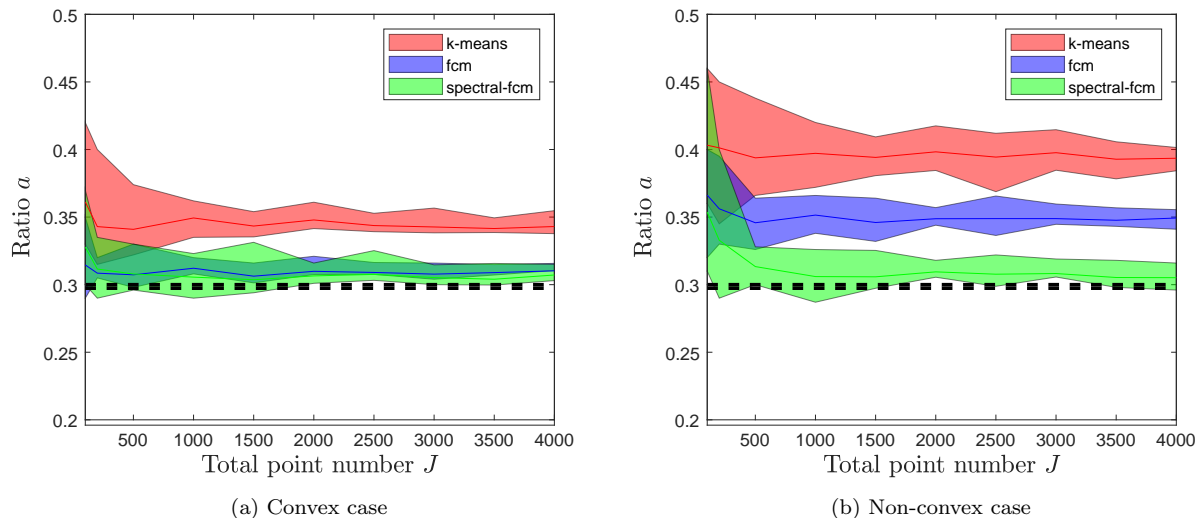 0.5
0.45
0.4
0.35
0.3
0.25
0.2
Ratio a
k-means
fcm
spectral-fcm
500 1000 1500 2000 2500 3000 3500 4000
Total point number J
(a) Convex case
0.5
0.45
0.4
0.35
0.3
0.25
0.2
Ratio a
k-means
fcm
spectral-fcm
500 1000 1500 2000 2500 3000 3500 4000
Total point number J
(b) Non-convex case